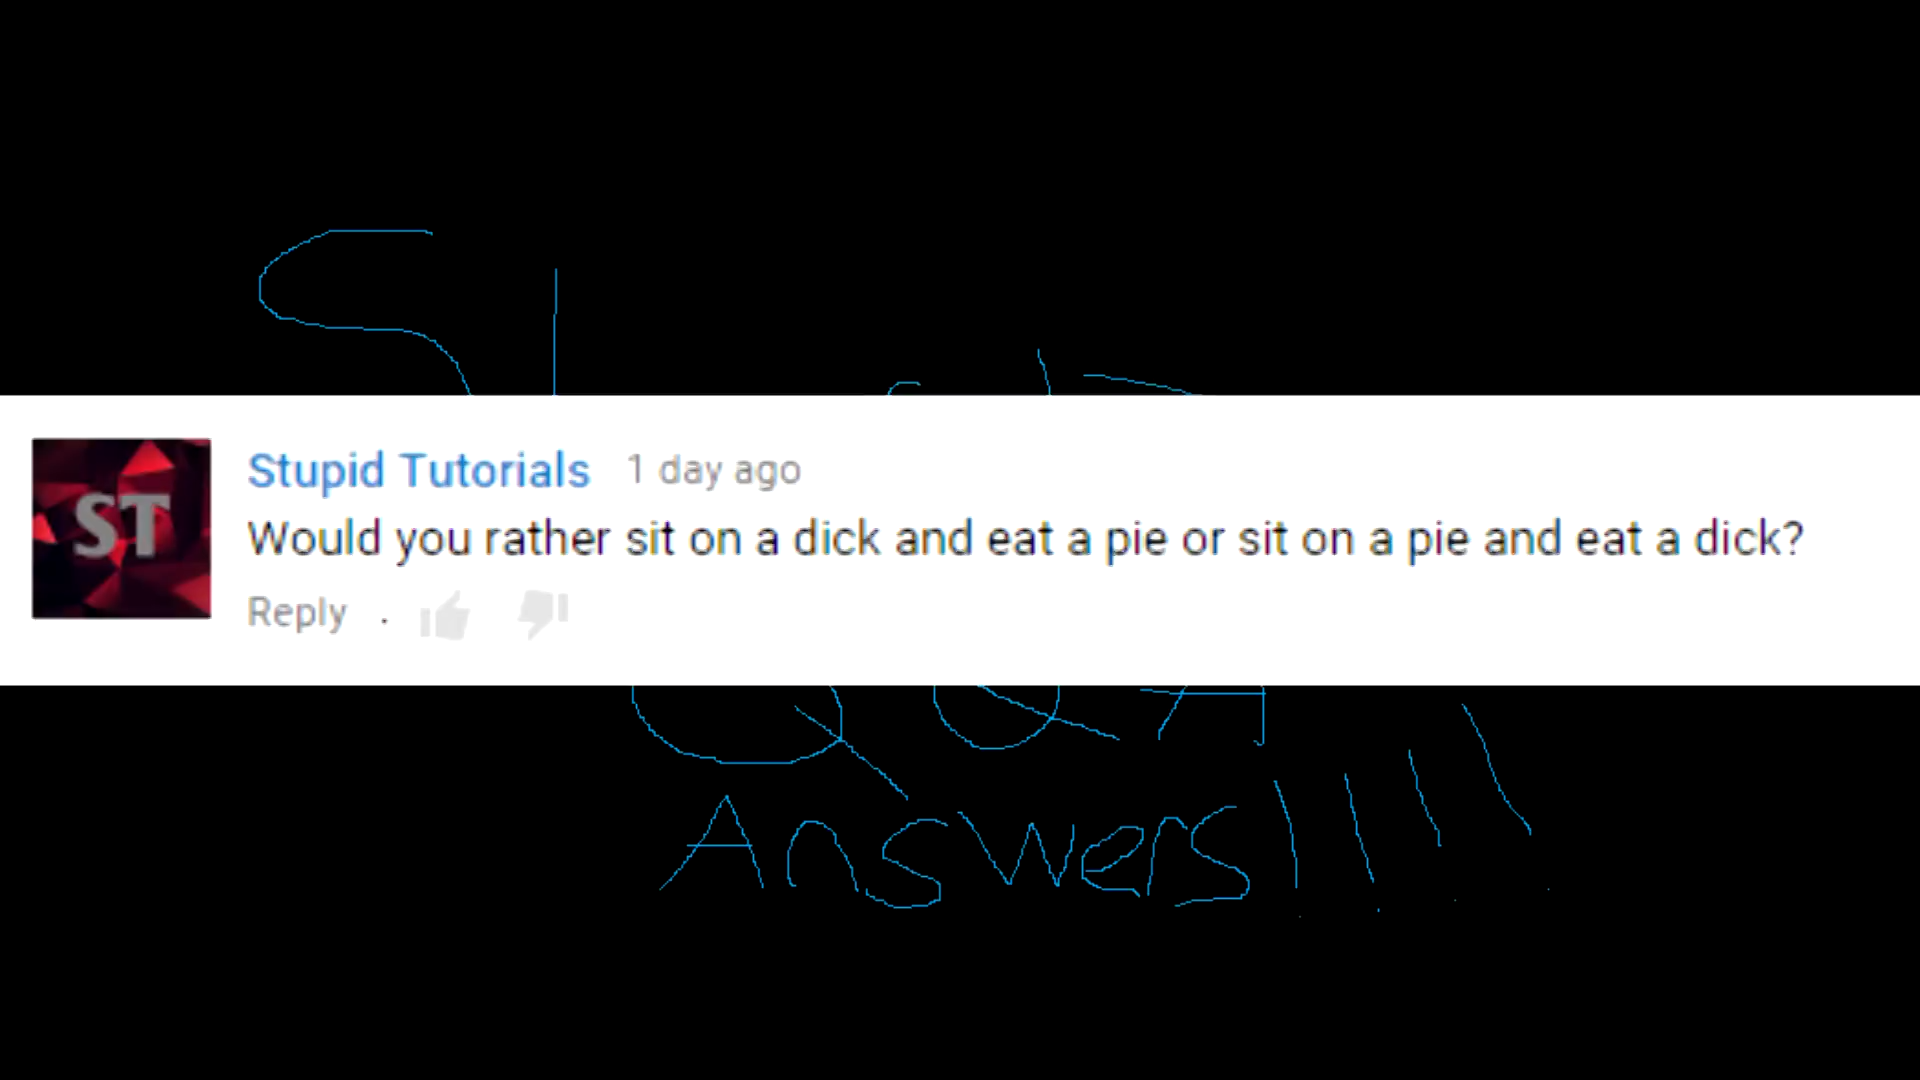 Stupid Tutorials 1 day ago
ST
Would you rather sit on a dick and eat a pie or sit on a pie and eat a dick?
Reply .
Q & A
Answers!!!!